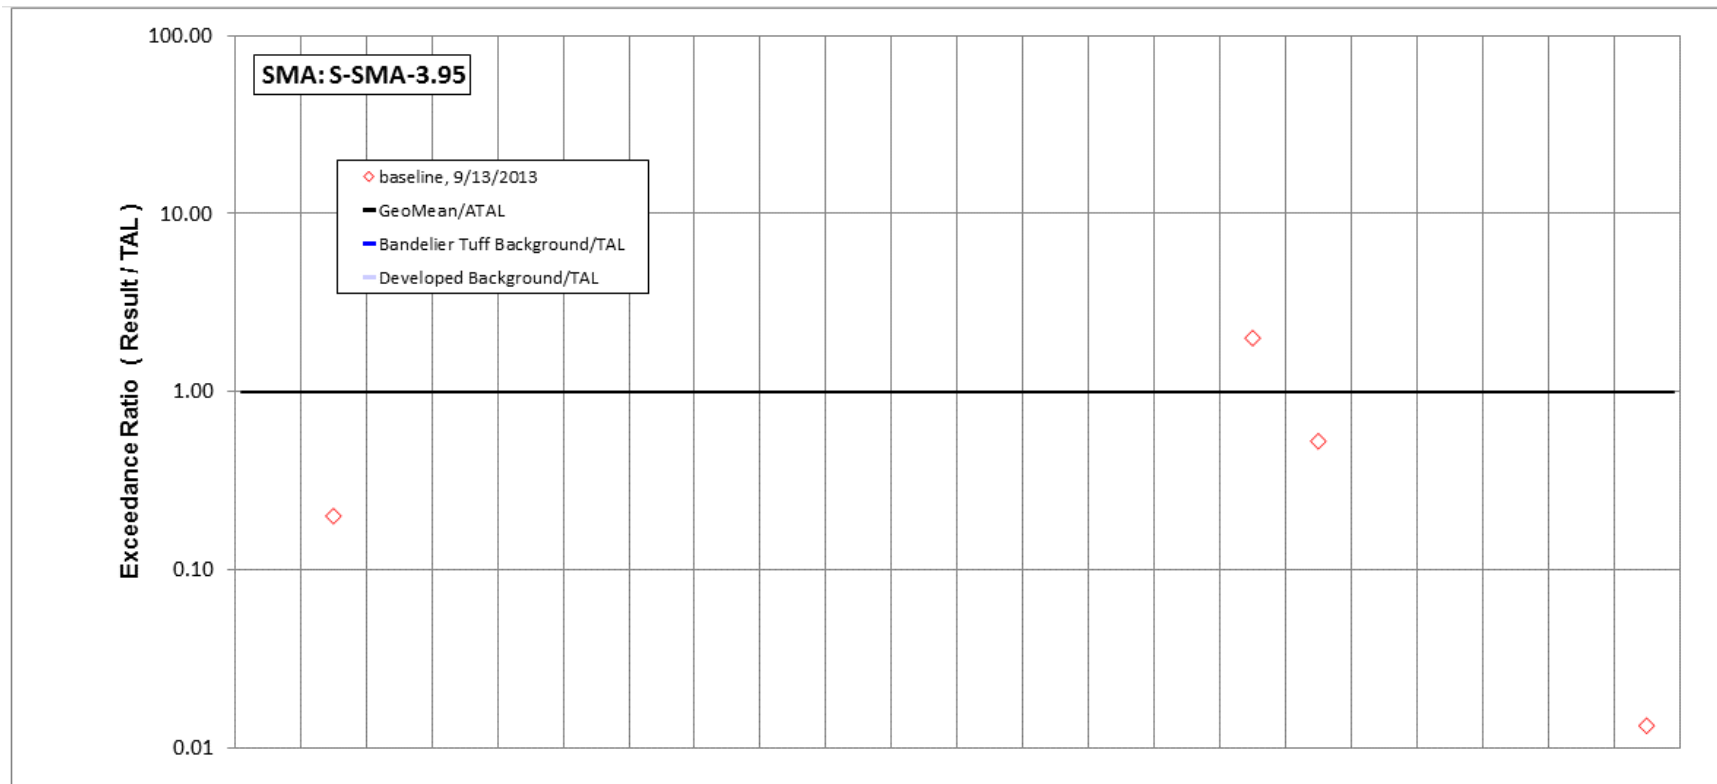 100.00
SMA: S-SMA-3.95
baseline, 9/13/2013
GeoMean/ATAL
Bandelier Tuff Background/TAL
Developed Background/TAL
Exceedance Ratio ( Result / TAL )
10.00
1.00
0.10
0.01